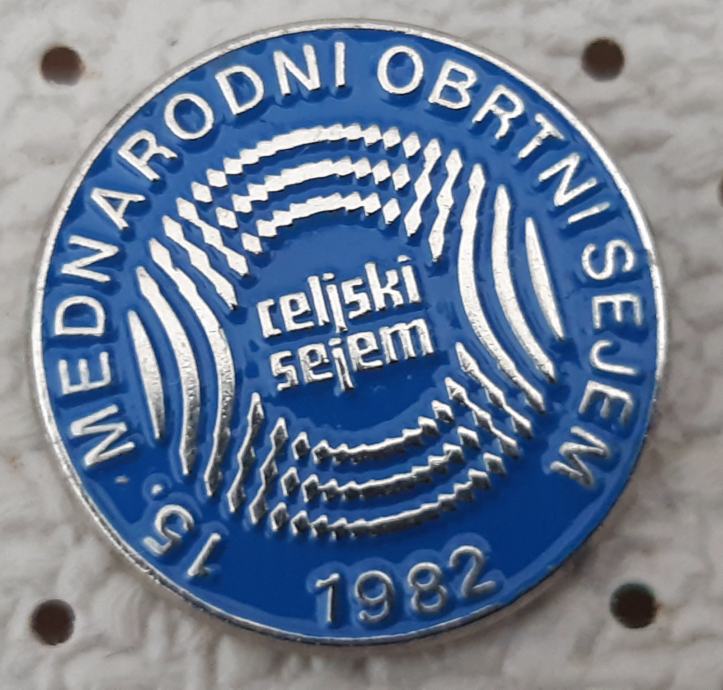 15. MEDNARODNI OBRTNI SEJEM
celjski
sejem
1982